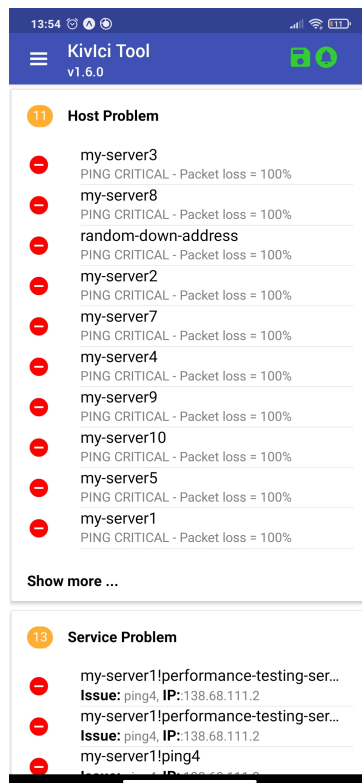 13:54
11
KivIci Tool
v1.6.0
11
Host Problem
my-server3
PING CRITICAL - Packet loss = 100%
my-server8
PING CRITICAL - Packet loss = 100%
random-down-address
PING CRITICAL - Packet loss = 100%
my-server2
PING CRITICAL - Packet loss = 100%
my-server7
PING CRITICAL - Packet loss = 100%
my-server4
PING CRITICAL - Packet loss = 100%
my-server9
PING CRITICAL - Packet loss = 100%
my-server10
PING CRITICAL - Packet loss = 100%
my-server5
PING CRITICAL - Packet loss = 100%
my-server1
PING CRITICAL - Packet loss = 100%
Show more ...
13
Service Problem
my-server1!performance-testing-ser...
Issue: ping4, IP::138.68.111.2
my-server1!performance-testing-ser...
Issue: ping4, IP::138.68.111.2
my-server1!ping4